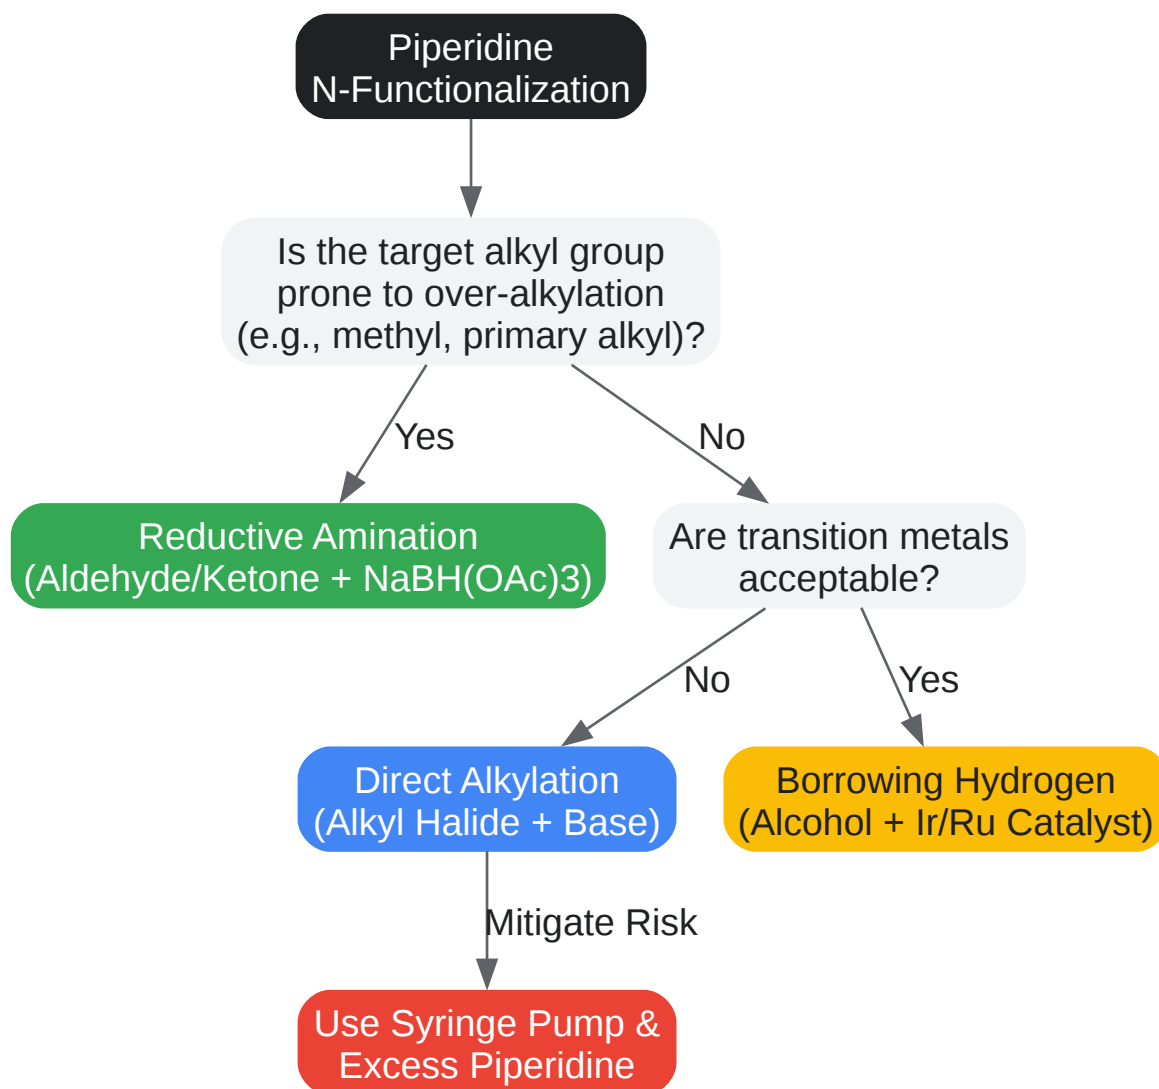 Piperidine
N-Functionalization
Is the target alkyl group
prone to over-alkylation
(e.g., methyl, primary alkyl)?
Yes
No
Reductive Amination
(Aldehyde/Ketone + NaBH(OAc)3)
Are transition metals
acceptable?
No
Yes
Direct Alkylation
(Alkyl Halide + Base)
Borrowing Hydrogen
(Alcohol + Ir/Ru Catalyst)
Mitigate Risk
Use Syringe Pump &
Excess Piperidine